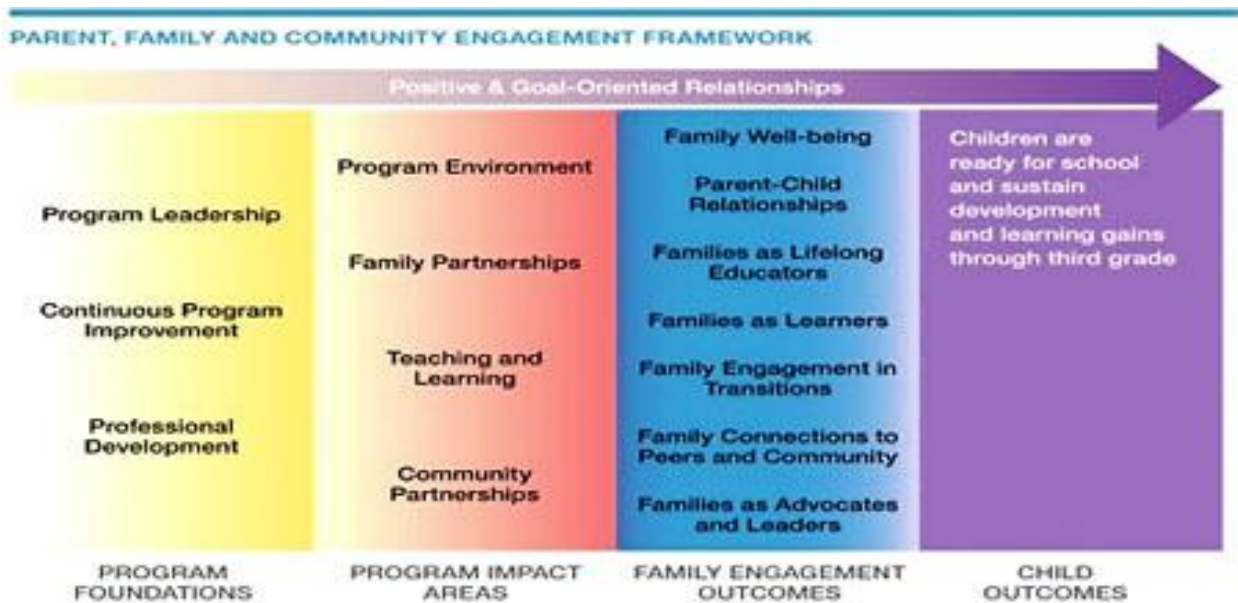 PARENT, FAMILY AND COMMUNITY ENGAGEMENT FRAMEWORK
Positive & Goal-Oriented Relationships
Program Leadership
Continuous Program
Improvement
Professional
Development
PROGRAM
FOUNDATIONS
Program Environment
Family Partnerships
Teaching and
Learning
Community
Partnerships
PROGRAM IMPACT
AREAS
Family Well-being
Parent-Child
Relationships
Families as Lifelong
Educators
Families as Learners
Family Engagement in
Transitions
Family Connections to
Peers and Community
Families as Advocates
and Leaders
FAMILY ENGAGEMENT
OUTCOMES
Children are
ready for school
and sustain
development
and learning gains
through third grade
CHILD
OUTCOMES